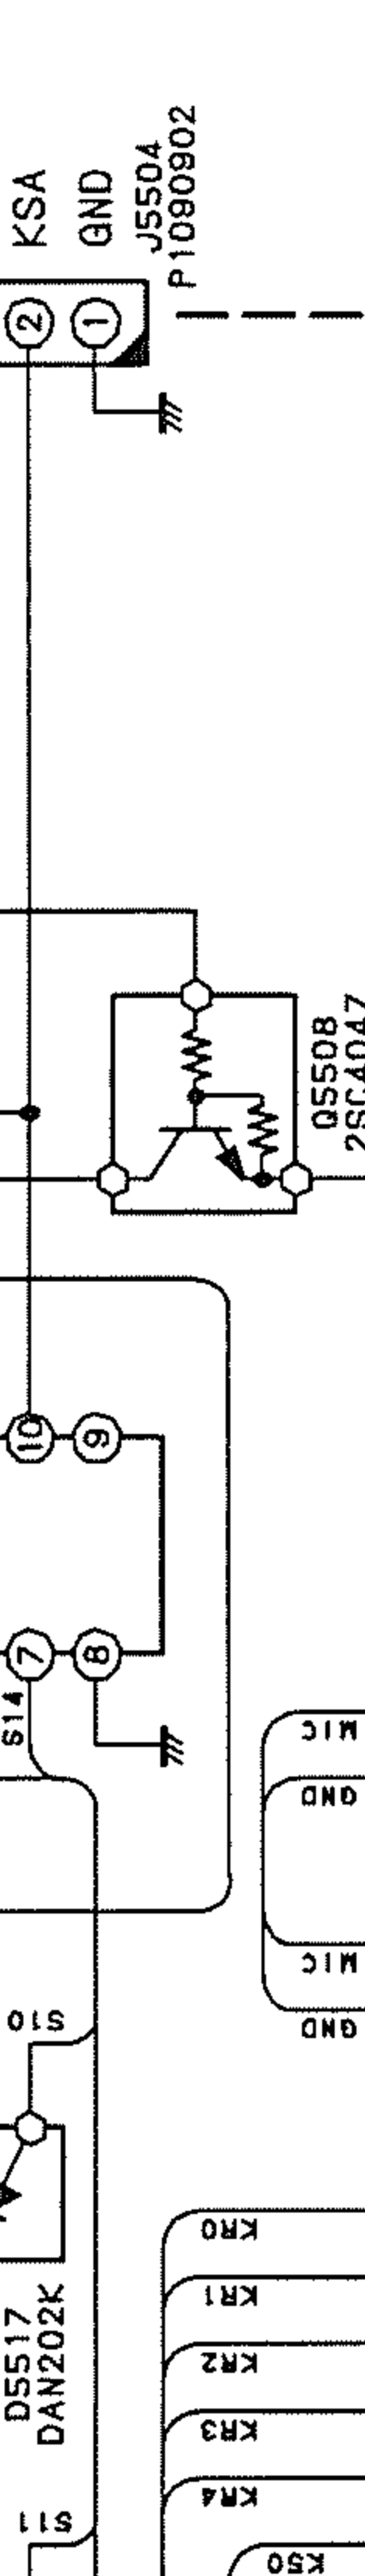 KSA
GND
J5504
P1090902
2
1
Q5508
2SC4047
10
9
7
8
S14
MIC
GND
MIC
GND
S10
D5517
DAN202K
KR0
KR1
KR2
KR3
KR4
S11
KS0